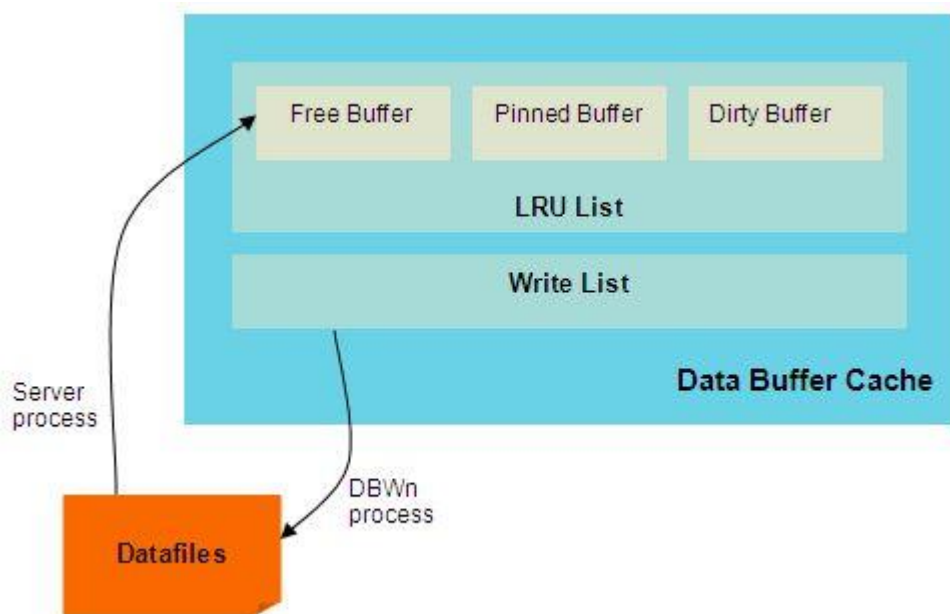 Free Buffer
Pinned Buffer
Dirty Buffer
LRU List
Write List
Data Buffer Cache
Server
process
DBWn
process
Datafiles